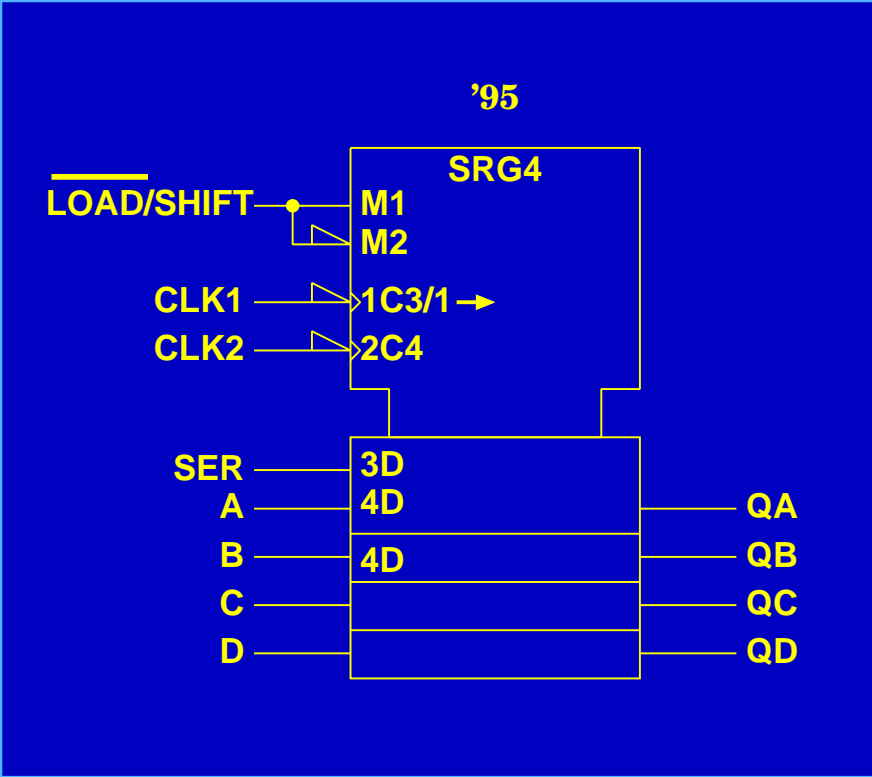 ’95
SRG4
LOAD/SHIFT M1
M2
CLK1 1C3/1
CLK2 2C4
SER 3D
A 4D QA
B 4D QB
C QC
D QD